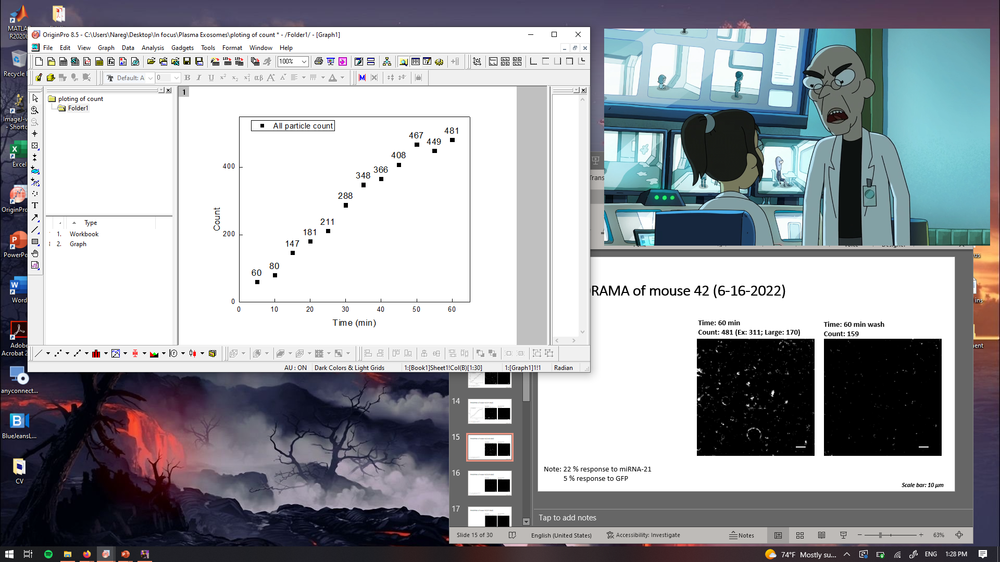 MATLA
R2020b
Recycle
ImageJ-w
- Shortc
Excel
OriginPro
PowerPo
Word
Adobe
Acrobat 2
anyconnect...
BlueJeansL...
CV
OriginPro 8.5 - C:\Users\Nareg\Desktop\In focus\Plasma Exosomes\ploting of count * - /Folder1/ - [Graph1]
File Edit View Graph Data Analysis Gadgets Tools Format Window Help
100%
Default: A 0 B I U
ploting of count
Folder1
Type
1. Workbook
2. Graph
1
All particle count
481
467
449
408
366
348
288
211
181
147
80
60
Count
400
200
0
0 10 20 30 40 50 60
Time (min)
AU : ON Dark Colors & Light Grids 1:[Book1]Sheet1!Col(B)[1:30] 1:[Graph1]1!1 Radian
Trans
RAMA of mouse 42 (6-16-2022)
Time: 60 min
Count: 481 (Ex: 311; Large: 170)
Time: 60 min wash
Count: 159
Note: 22 % response to miRNA-21
5 % response to GFP
Scale bar: 10 µm
14
15
16
17
Tap to add notes
Slide 15 of 30 English (United States) Accessibility: Investigate Notes 63%
us
ins
ent
74°F Mostly su... ENG 1:28 PM